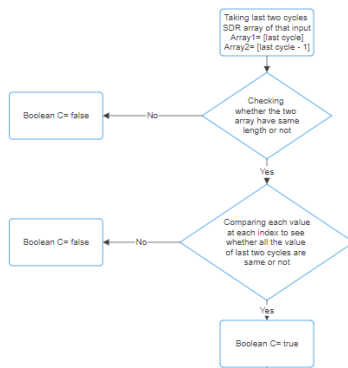 Taking last two cycles
SDR array of that input
Array1= [last cycle]
Array2= [last cycle - 1]
Checking
whether the two
array have same
length or not
No
Boolean C= false
Yes
Comparing each value
at each index to see
whether all the value
of last two cycles are
same or not
No
Boolean C= false
Yes
Boolean C= true